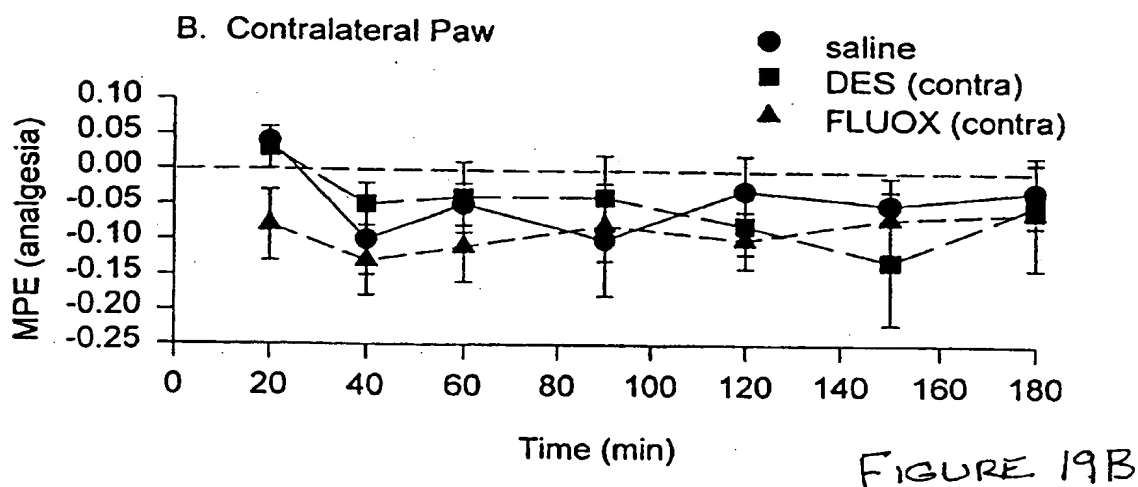 B. Contralateral Paw
saline
DES (contra)
FLUOX (contra)
MPE (analgesia)
0.10
0.05
0.00
-0.05
-0.10
-0.15
-0.20
-0.25
0 20 40 60 80 100 120 140 160 180
Time (min)
FIGURE 19B